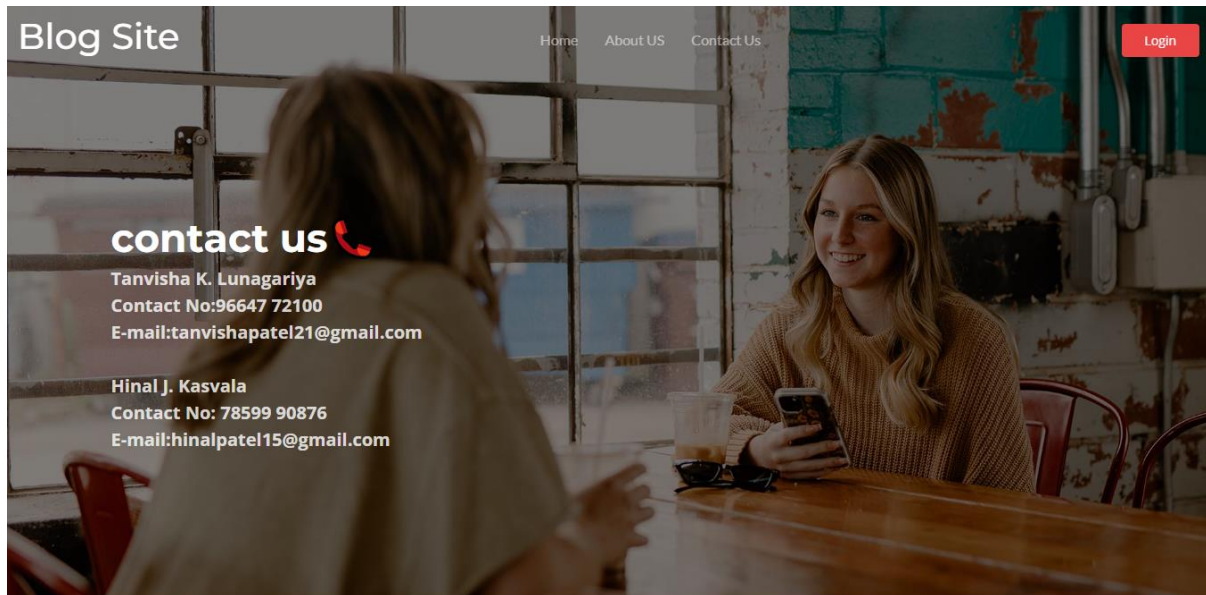 Blog Site
Home About US Contact Us
Login
contact us
Tanvisha K. Lunagariya
Contact No:96647 72100
E-mail:tanvishapatel21@gmail.com
Hinal J. Kasvala
Contact No: 78599 90876
E-mail:hinalpatel15@gmail.com